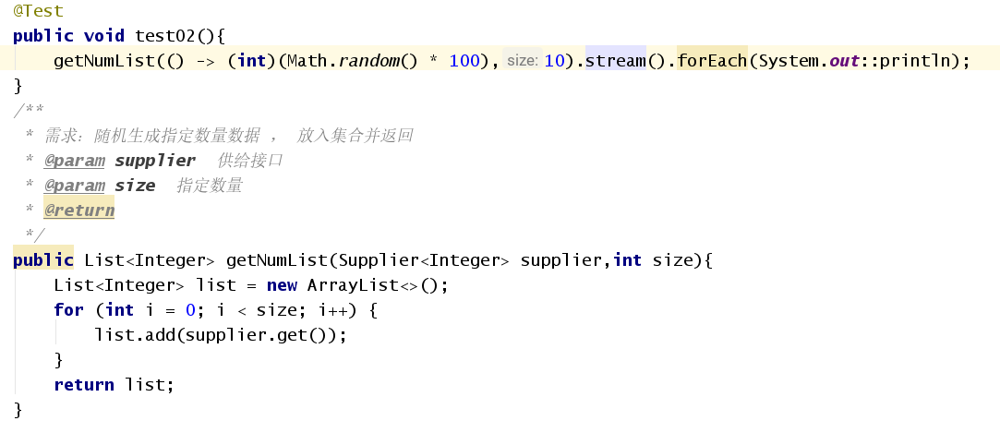 @Test
public void test02(){
    getNumList(() -> (int)(Math.random() * 100), size: 10).stream().forEach(System.out::println);
}
/**
 * 需求：随机生成指定数量数据 ， 放入集合并返回
 * @param supplier  供给接口
 * @param size  指定数量
 * @return
 */
public List<Integer> getNumList(Supplier<Integer> supplier,int size){
    List<Integer> list = new ArrayList<>();
    for (int i = 0; i < size; i++) {
        list.add(supplier.get());
    }
    return list;
}